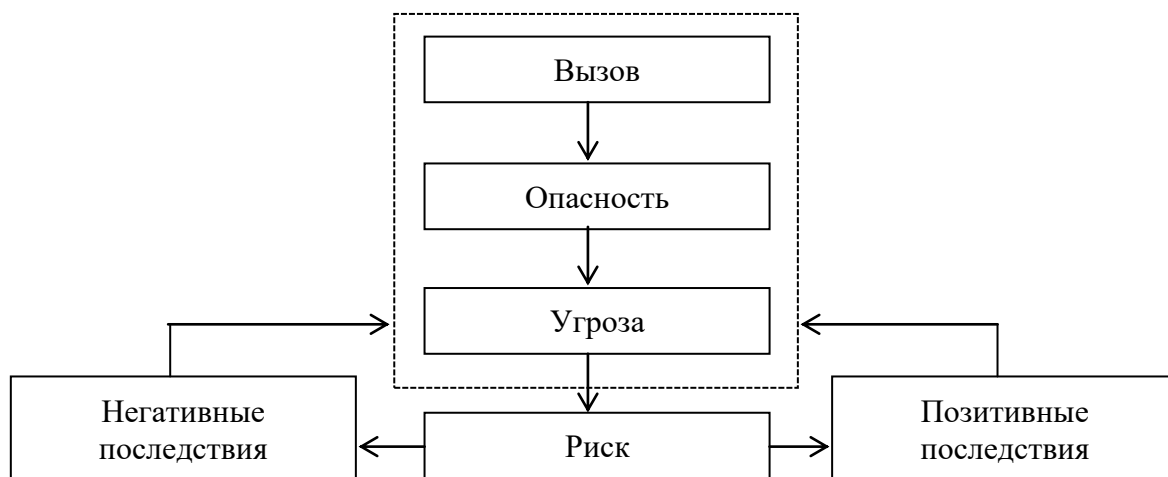 Вызов
Опасность
Угроза
Негативные
последствия
Риск
Позитивные
последствия